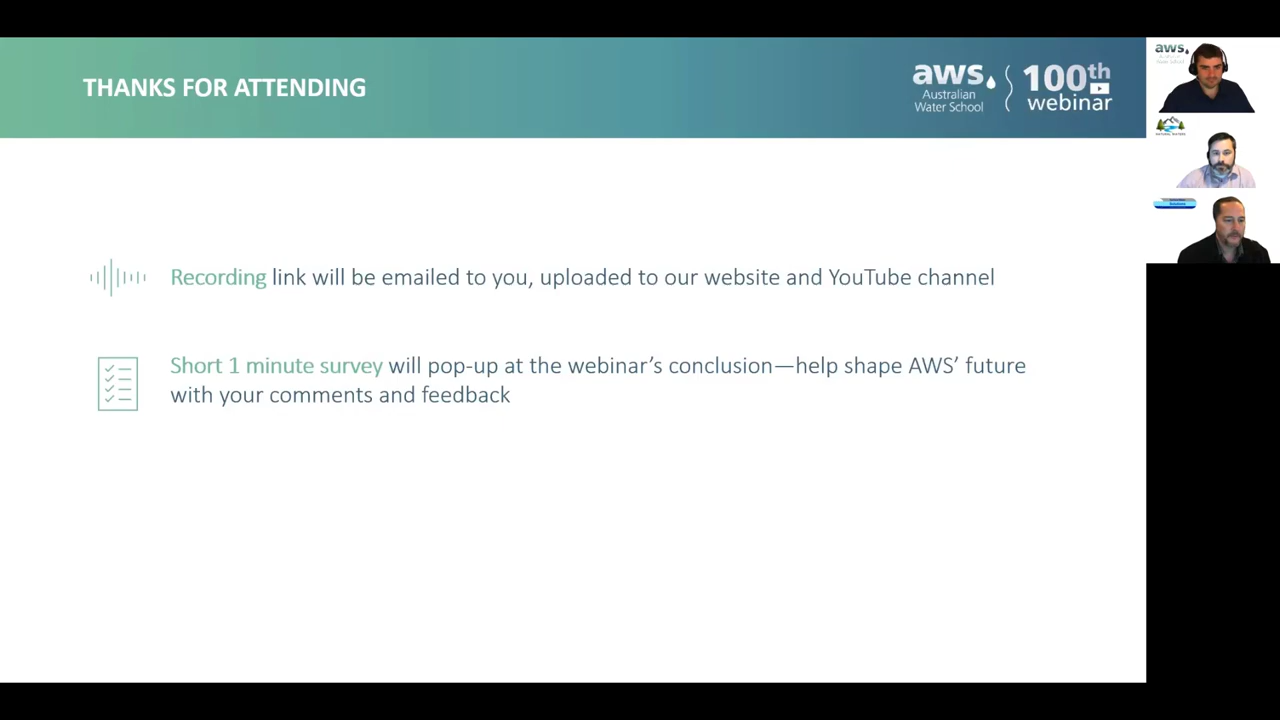 THANKS FOR ATTENDING
aws.
Australian
Water School
100th
webinar
Recording link will be emailed to you, uploaded to our website and YouTube channel
Short 1 minute survey will pop-up at the webinar’s conclusion—help shape AWS’ future
with your comments and feedback
aws.
Solutions